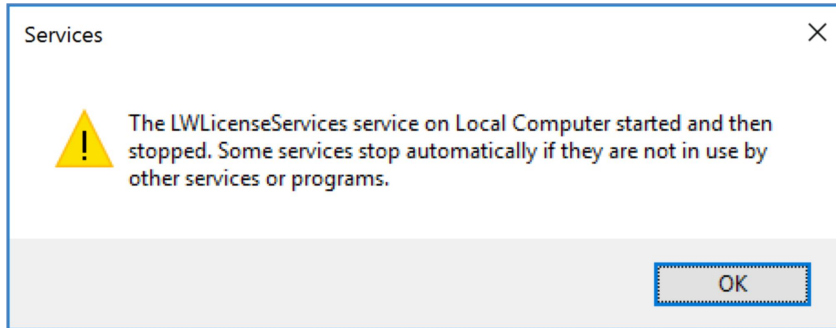 Services
The LWLicenseServices service on Local Computer started and then
stopped. Some services stop automatically if they are not in use by
other services or programs.
OK